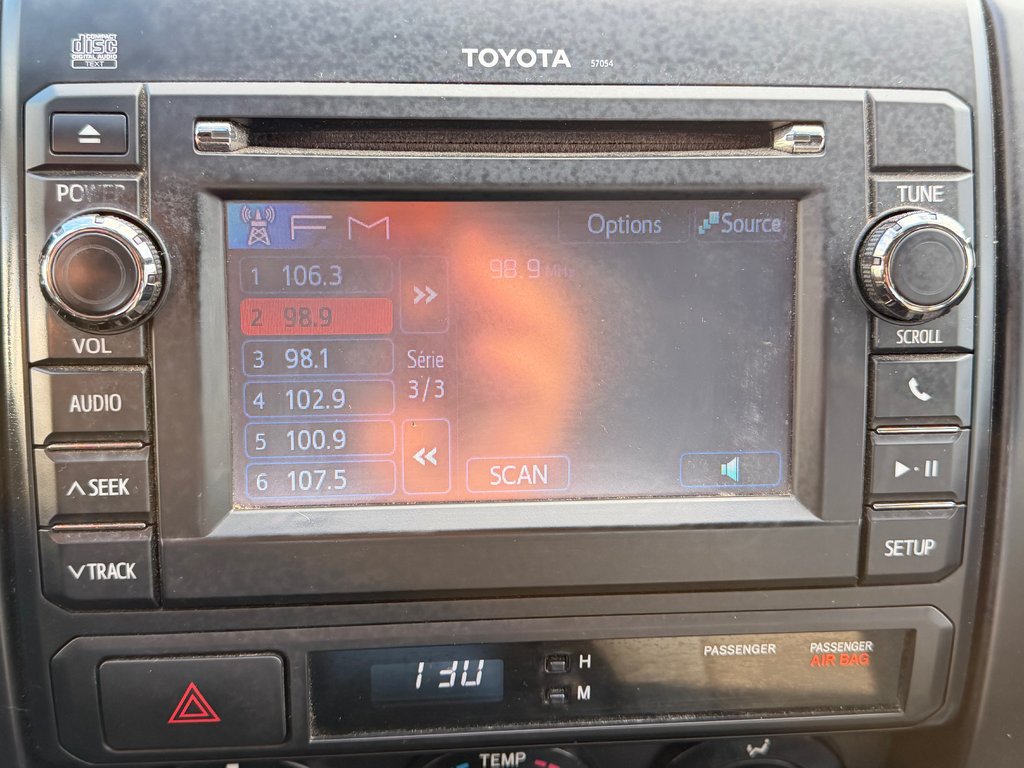 COMPACT
disc
DIGITAL AUDIO
TEXT
TOYOTA 57054
POWER
VOL
AUDIO
SEEK
TRACK
TUNE
SCROLL
SETUP
FM
Options
Source
1 106.3
98.9 MHz
2 98.9
3 98.1
Série
3/3
4 102.9
5 100.9
6 107.5
SCAN
H
M
PASSENGER
PASSENGER
AIR BAG
TEMP